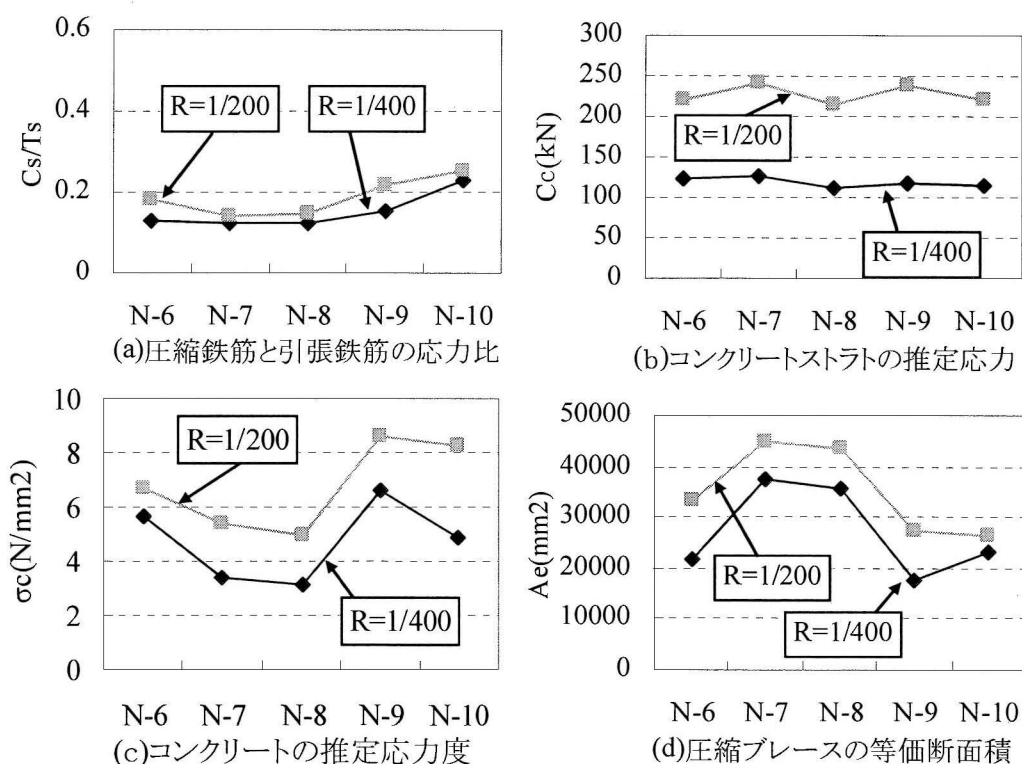 0.6
0.4
0.2
0
Cs/Ts
R=1/200
R=1/400
N-6 N-7 N-8 N-9 N-10
(a)圧縮鉄筋と引張鉄筋の応力比
300
250
200
150
100
50
0
Cc(kN)
R=1/200
R=1/400
N-6 N-7 N-8 N-9 N-10
(b)コンクリートストラトの推定応力
10
8
6
4
2
0
σc(N/mm2)
R=1/200
R=1/400
N-6 N-7 N-8 N-9 N-10
(c)コンクリートの推定応力度
50000
40000
30000
20000
10000
0
Ae(mm2)
R=1/200
R=1/400
N-6 N-7 N-8 N-9 N-10
(d)圧縮ブレースの等価断面積